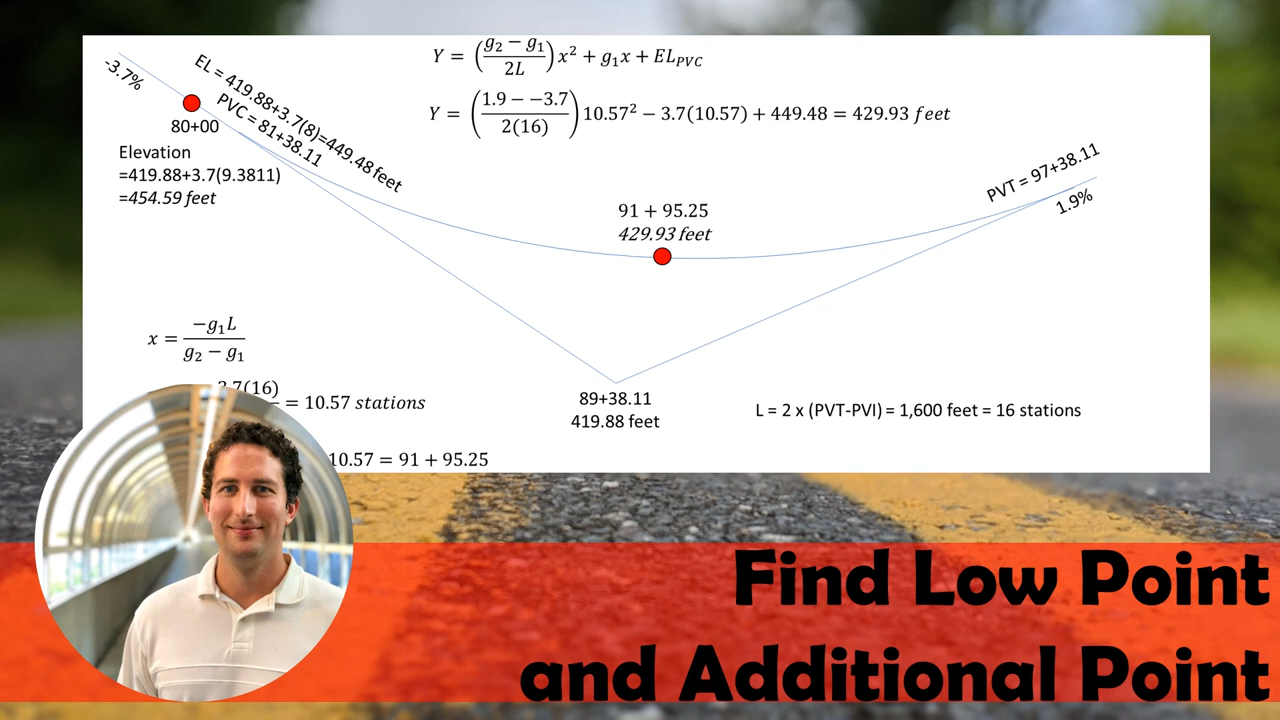 Y = ((g₂ − g₁)/2L) x² + g₁x + EL_PVC
Y = ((1.9 − −3.7)/2(16)) 10.57² − 3.7(10.57) + 449.48 = 429.93 feet
-3.7%
EL = 419.88+3.7(8)=449.48 feet
PVC = 81+38.11
80+00
Elevation
=419.88+3.7(9.3811)
=454.59 feet
PVT = 97+38.11
1.9%
91 + 95.25
429.93 feet
x = −g₁L/(g₂ − g₁)
3.7(16)
= 10.57 stations
10.57 = 91 + 95.25
89+38.11
419.88 feet
L = 2 x (PVT-PVI) = 1,600 feet = 16 stations
Find Low Point
and Additional Point